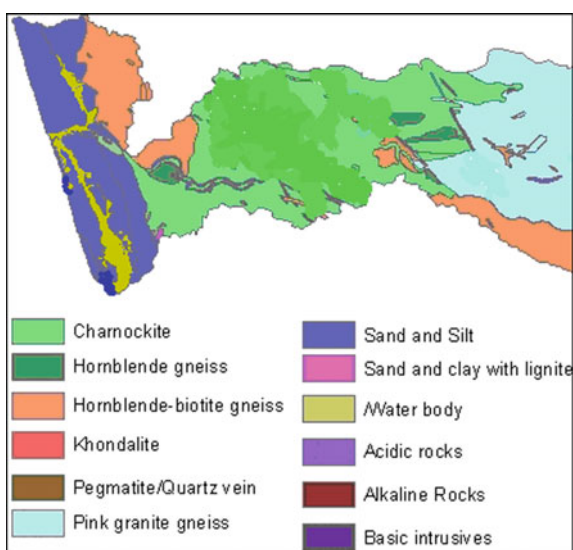 Charnockite
Hornblende gneiss
Hornblende-biotite gneiss
Khondalite
Pegmatite/Quartz vein
Pink granite gneiss
Sand and Silt
Sand and clay with lignite
/Water body
Acidic rocks
Alkaline Rocks
Basic intrusives